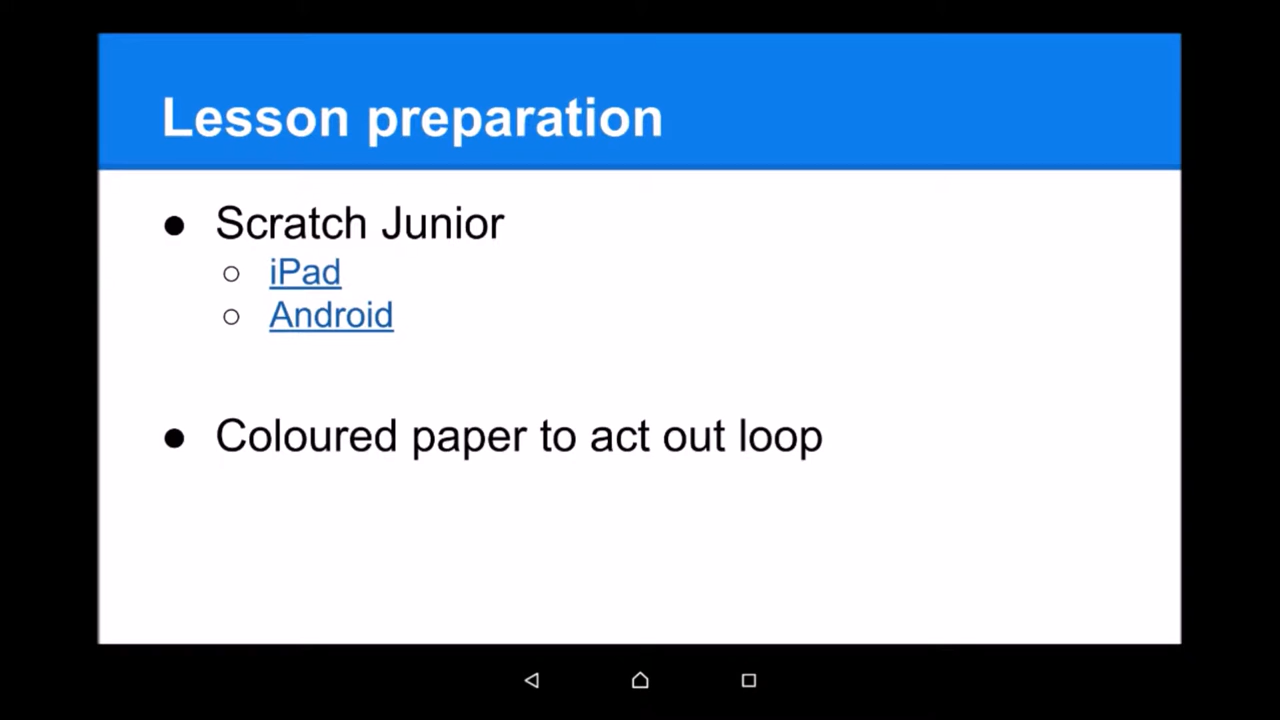 Lesson preparation
● Scratch Junior
○ iPad
○ Android
● Coloured paper to act out loop